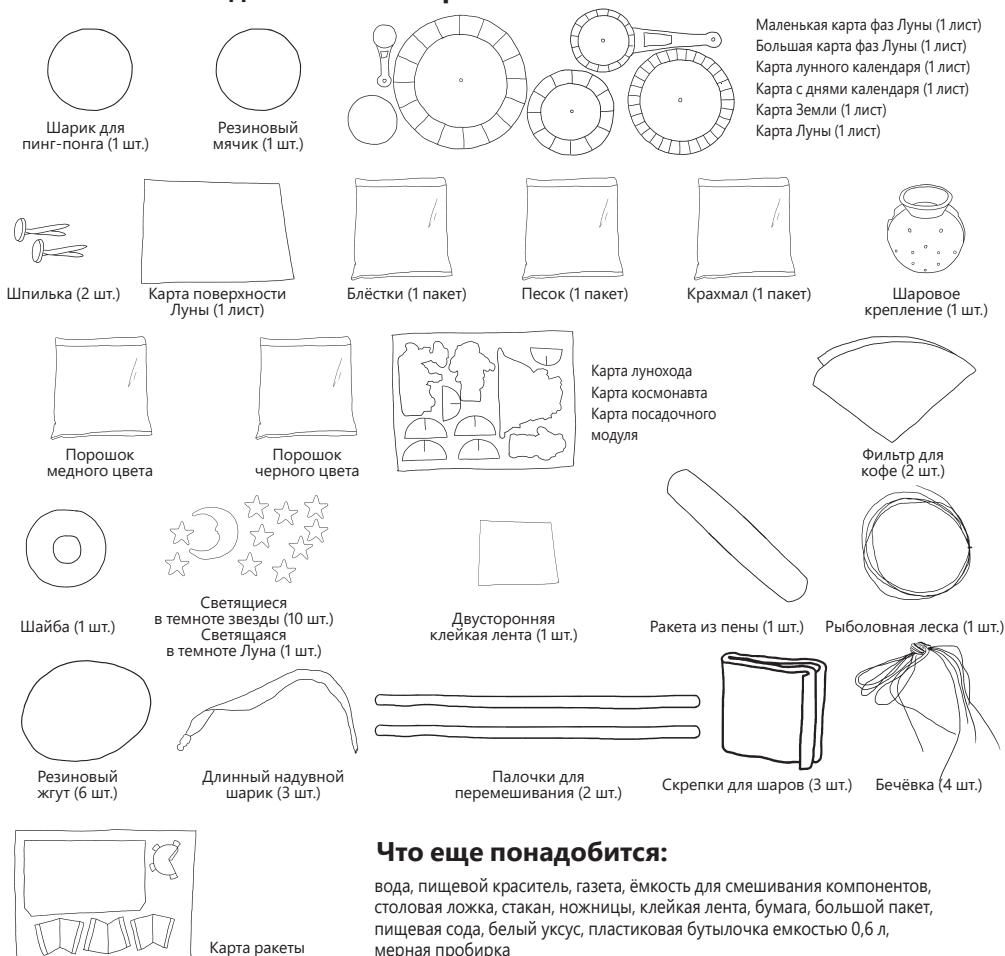 Маленькая карта фаз Луны (1 лист)
Большая карта фаз Луны (1 лист)
Карта лунного календаря (1 лист)
Карта с днями календаря (1 лист)
Карта Земли (1 лист)
Карта Луны (1 лист)
Шарик для
пинг-понга (1 шт.)
Резиновый
мячик (1 шт.)
Шпилька (2 шт.)
Карта поверхности
Луны (1 лист)
Блёстки (1 пакет)
Песок (1 пакет)
Крахмал (1 пакет)
Шаровое
крепление (1 шт.)
Карта лунохода
Карта космонавта
Карта посадочного
модуля
Порошок
медного цвета
Порошок
черного цвета
Фильтр для
кофе (2 шт.)
Шайба (1 шт.)
Светящиеся
в темноте звезды (10 шт.)
Светящаяся
в темноте Луна (1 шт.)
Двусторонняя
клейкая лента (1 шт.)
Ракета из пены (1 шт.)
Рыболовная леска (1 шт.)
Резиновый
жгут (6 шт.)
Длинный надувной
шарик (3 шт.)
Палочки для
перемешивания (2 шт.)
Скрепки для шаров (3 шт.)
Бечёвка (4 шт.)
Карта ракеты
Что еще понадобится:
вода, пищевой краситель, газета, ёмкость для смешивания компонентов,
столовая ложка, стакан, ножницы, клейкая лента, бумага, большой пакет,
пищевая сода, белый уксус, пластиковая бутылочка емкостью 0,6 л,
мерная пробирка